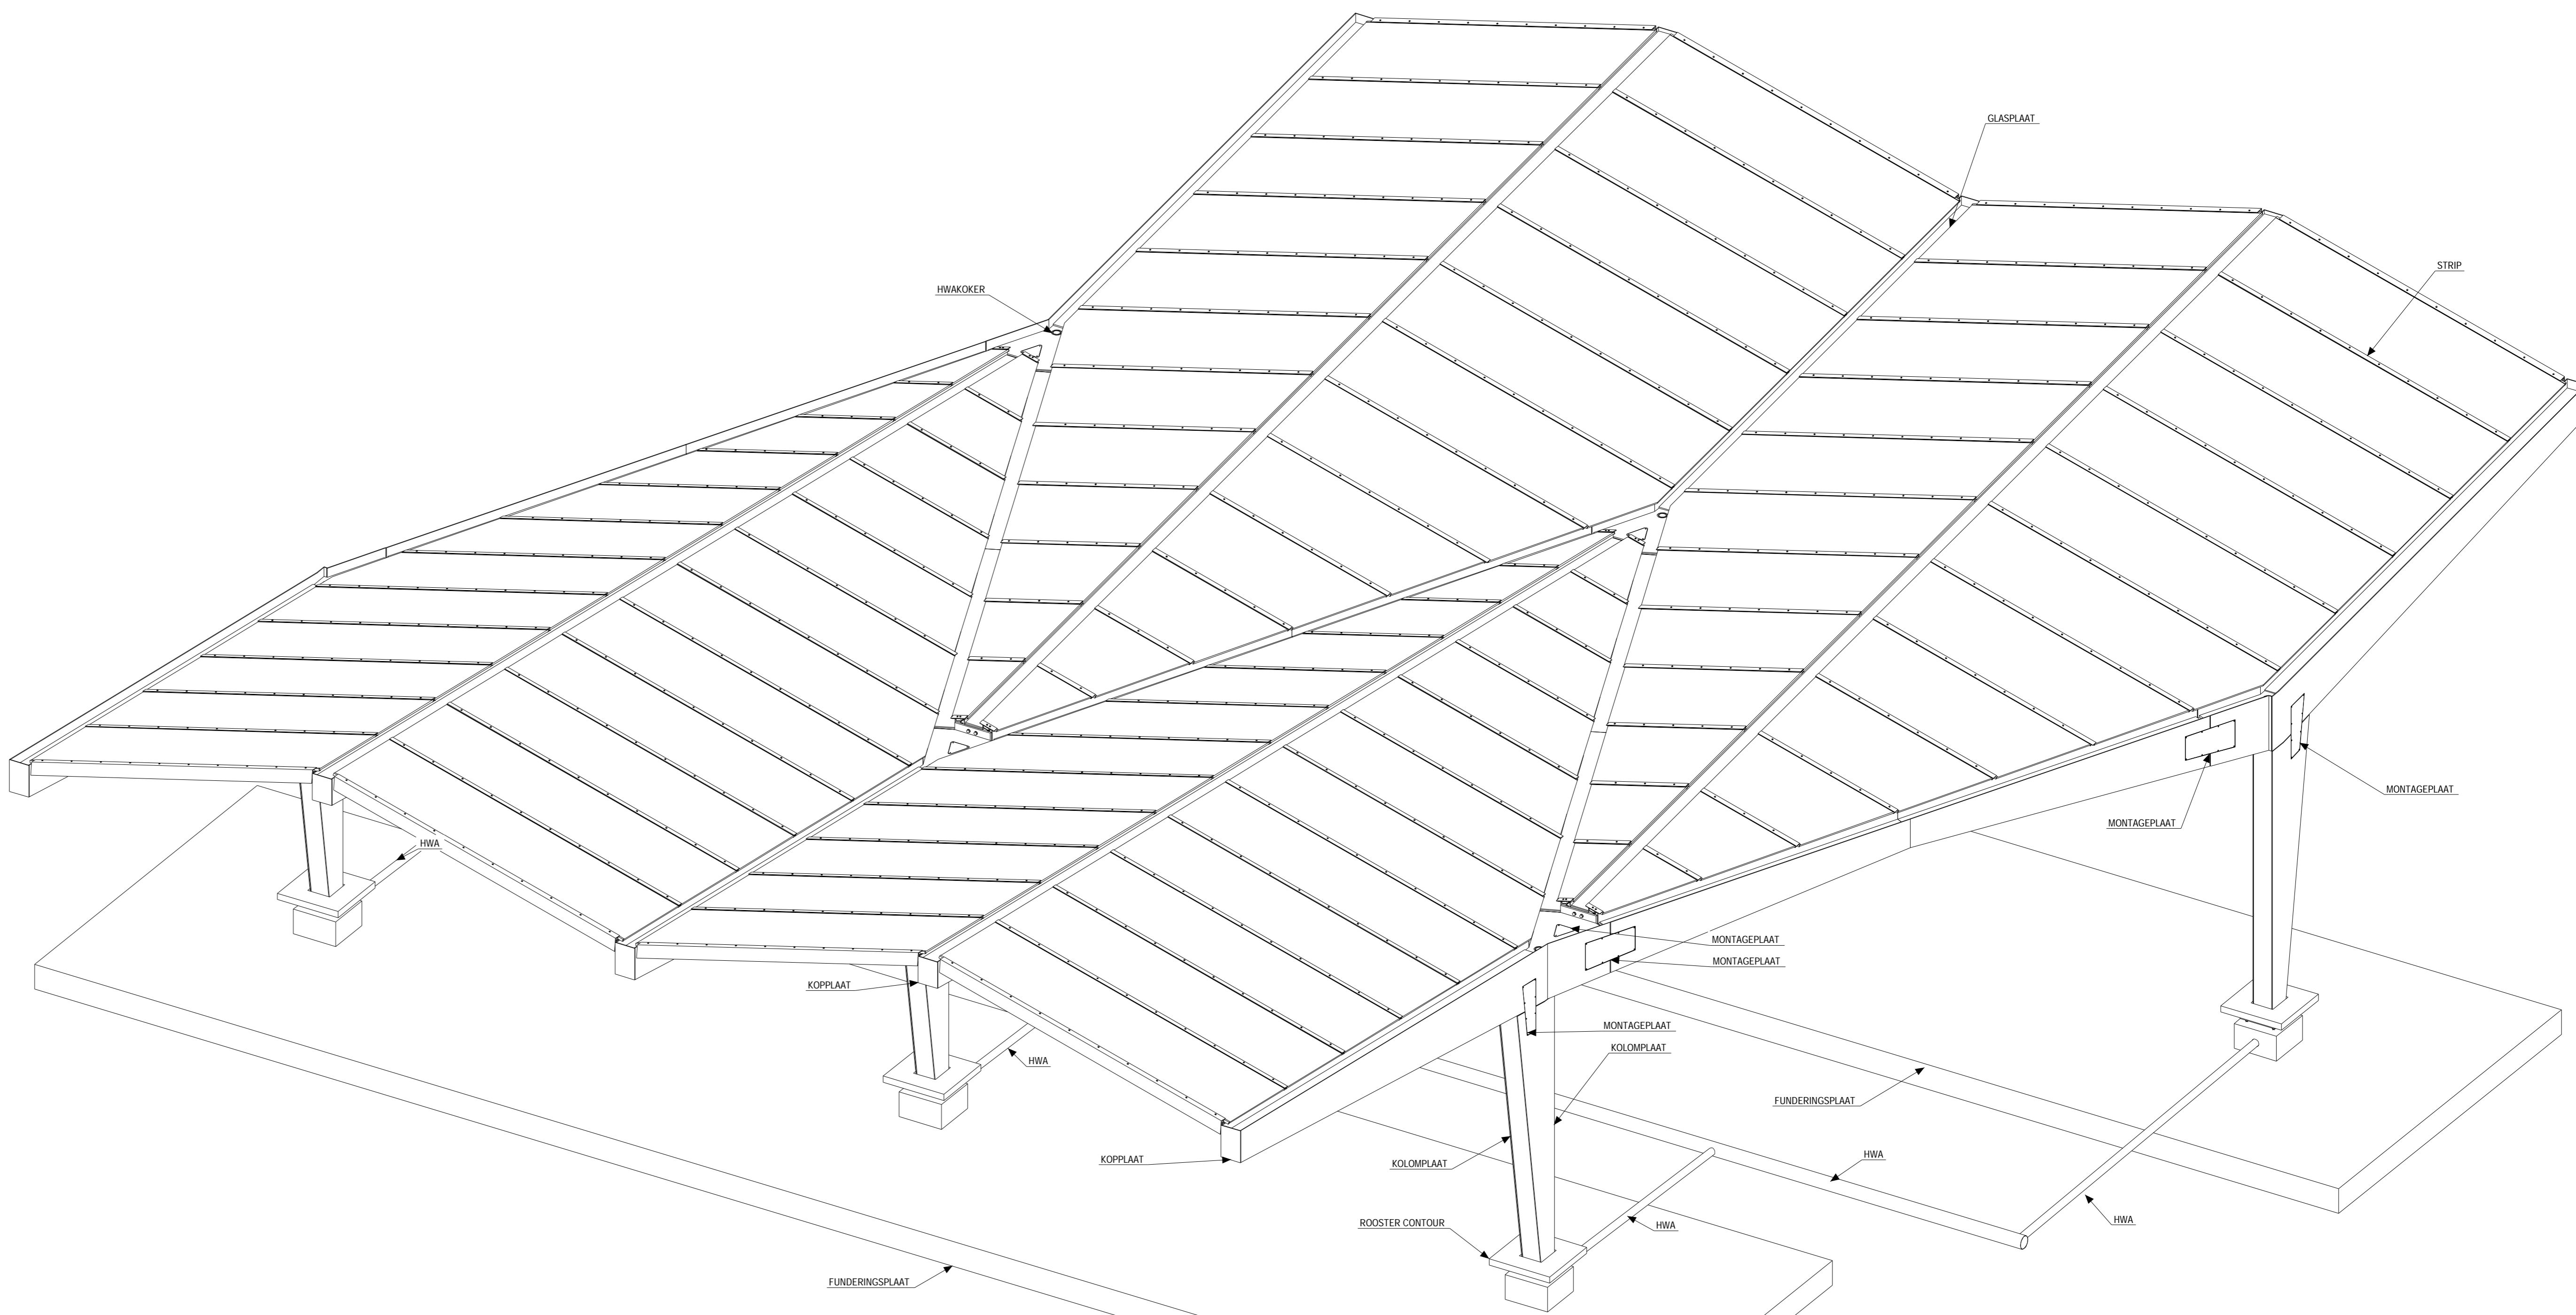 GLASPLAAT
STRIP
HWAKOKER
MONTAGEPLAAT
MONTAGEPLAAT
HWA
MONTAGEPLAAT
MONTAGEPLAAT
KOPPLAAT
MONTAGEPLAAT
KOLOMPLAAT
HWA
FUNDERINGSPLAAT
KOPPLAAT
KOLOMPLAAT
HWA
ROOSTER CONTOUR
HWA
HWA
FUNDERINGSPLAAT